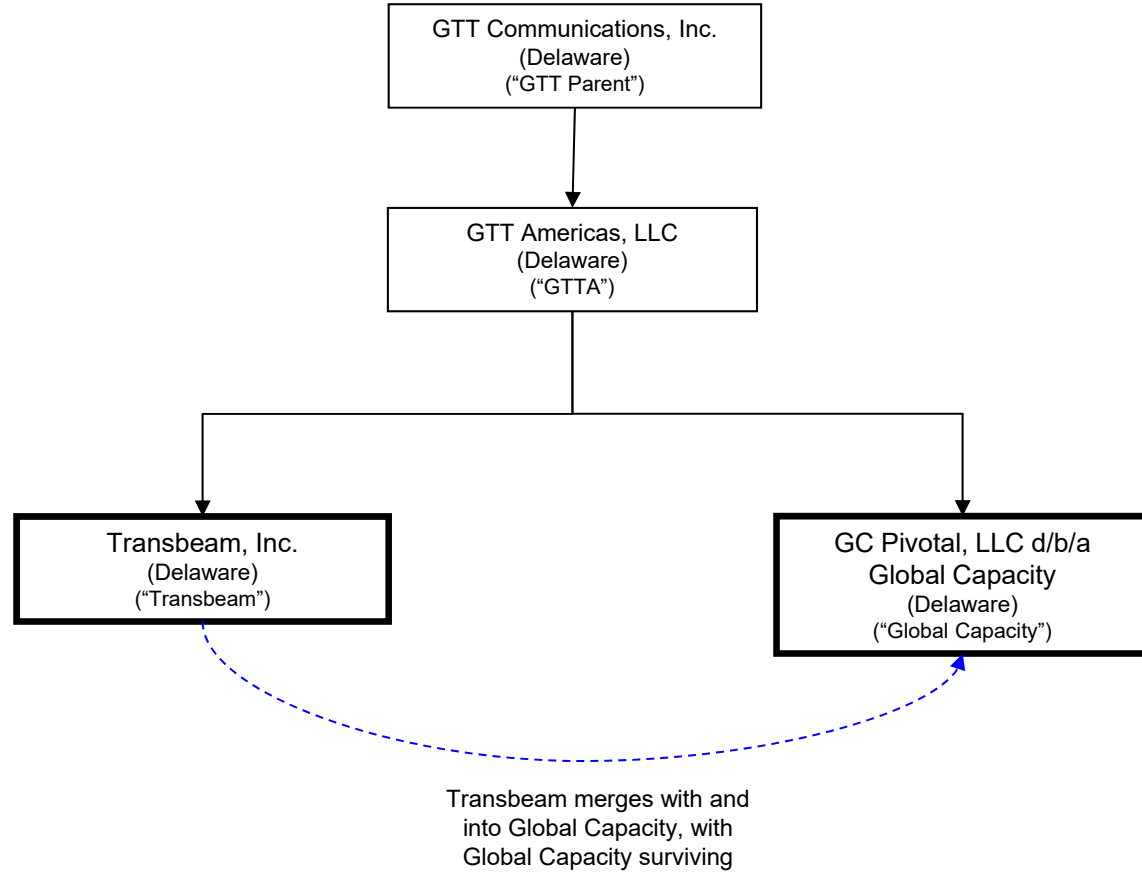 GTT Communications, Inc.
(Delaware)
(“GTT Parent”)
GTT Americas, LLC
(Delaware)
(“GTTA”)
Transbeam, Inc.
(Delaware)
(“Transbeam”)
GC Pivotal, LLC d/b/a
Global Capacity
(Delaware)
(“Global Capacity”)
Transbeam merges with and
into Global Capacity, with
Global Capacity surviving